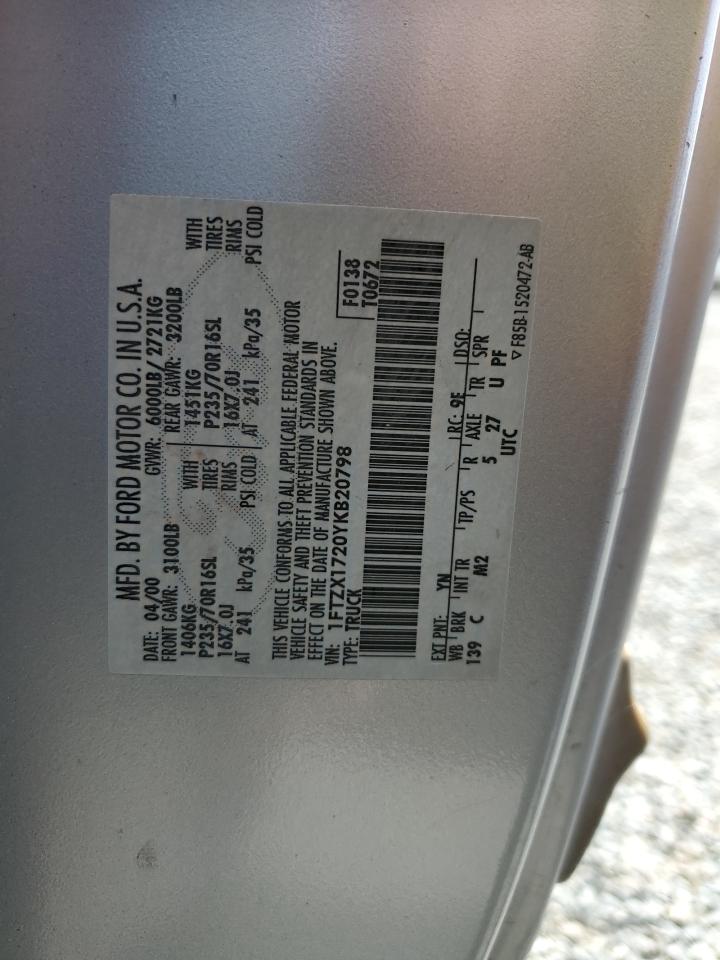 MFD. BY FORD MOTOR CO. IN U.S.A.
DATE: 04/00 GVWR: 6000LB / 2721KG
FRONT GAWR: 3100LB REAR GAWR: 3200LB
1406KG WITH 1451KG WITH
P235/70R16SL TIRES P235/70R16SL TIRES
16X7.0J RIMS 16X7.0J RIMS
AT 241 kPa/35 PSI COLD AT 241 kPa/35 PSI COLD
THIS VEHICLE CONFORMS TO ALL APPLICABLE FEDERAL MOTOR
VEHICLE SAFETY AND THEFT PREVENTION STANDARDS IN
EFFECT ON THE DATE OF MANUFACTURE SHOWN ABOVE.
VIN: 1FTZX1720YKB20798 F0138
TYPE: TRUCK T0672
EXT PNT: YN RC: 9E DSO:
WB BRK INT TR TP/PS R AXLE TR SPR
139 C M2 5 27 U PF
UTC ▽ F85B-1520472-AB